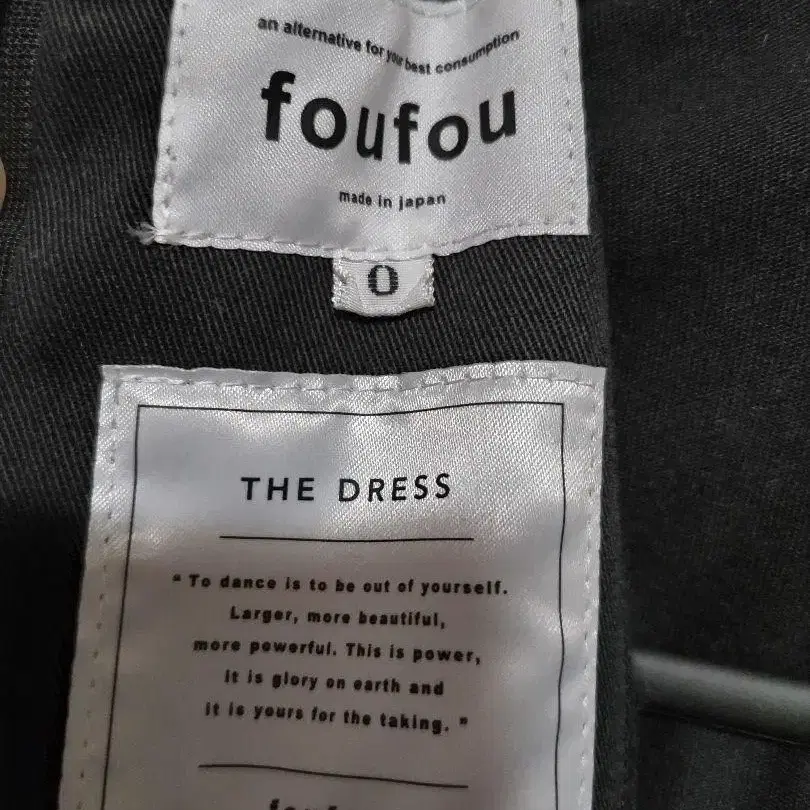 an alternative for your best consumption
foufou
made in japan
0
THE DRESS
“ To dance is to be out of yourself.
Larger, more beautiful,
more powerful. This is power,
it is glory on earth and
it is yours for the taking. ”